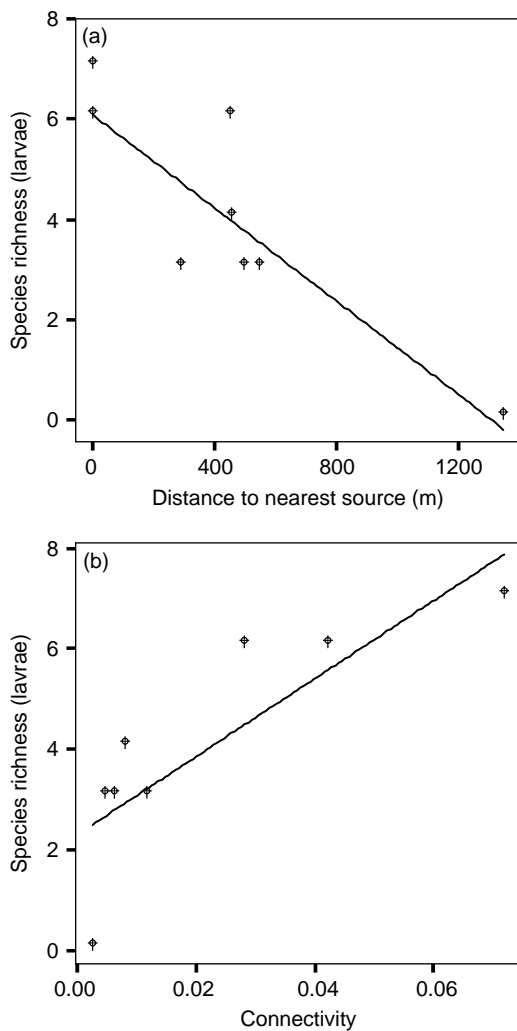 (a)
8
6
4
2
0
Species richness (larvae)
0 400 800 1200
Distance to nearest source (m)
(b)
8
6
4
2
0
Species richness (lavrae)
0.00 0.02 0.04 0.06
Connectivity